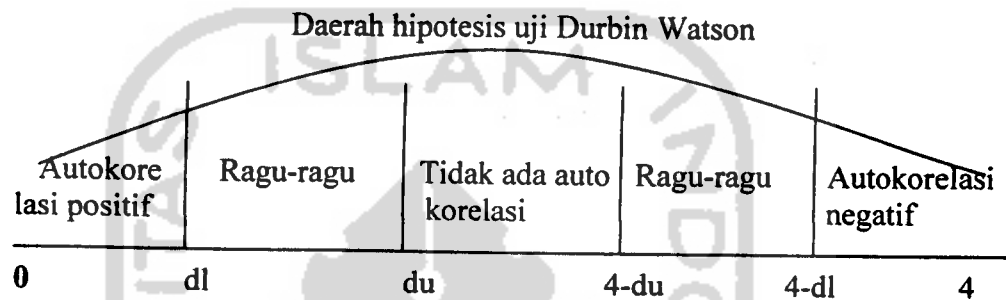 Daerah hipotesis uji Durbin Watson
ISLAM
Autokore
lasi positif
Ragu-ragu
Tidak ada auto
korelasi
Ragu-ragu
Autokorelasi
negatif
0 dl du 4-du 4-dl 4